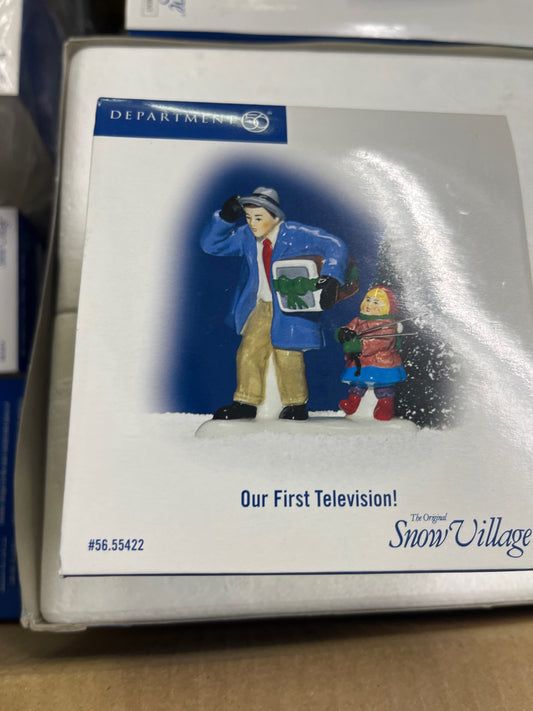 DEPARTMENT 56®
Our First Television!
#56.55422
The Original
Snow Village